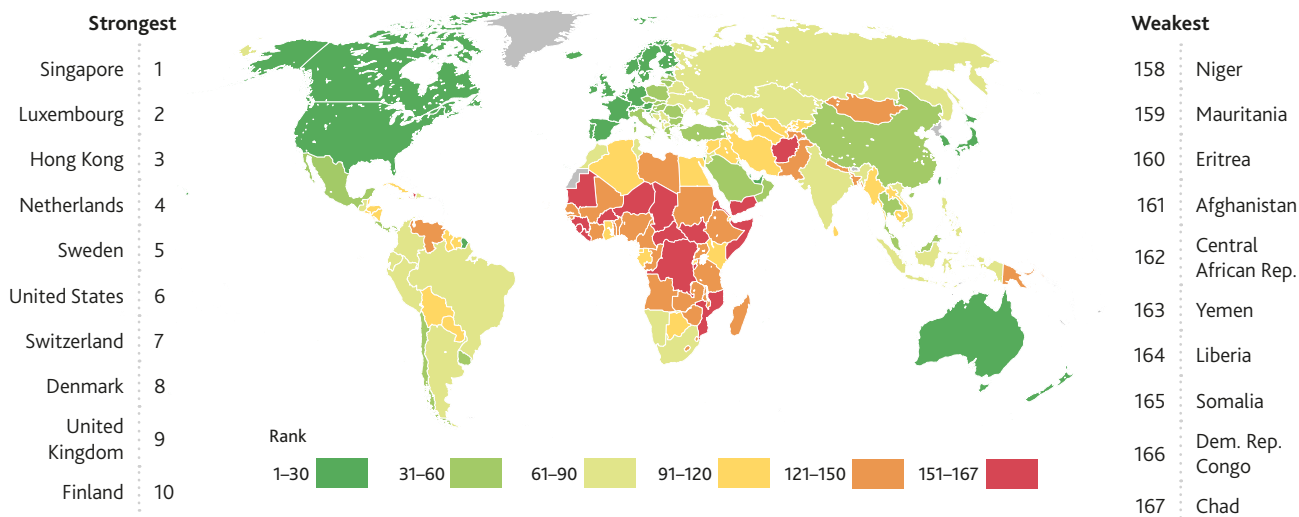 Strongest
Singapore 1
Luxembourg 2
Hong Kong 3
Netherlands 4
Sweden 5
United States 6
Switzerland 7
Denmark 8
United
Kingdom 9
Finland 10
Rank
1–30
31–60
61–90
91–120
121–150
151–167
Weakest
158 Niger
159 Mauritania
160 Eritrea
161 Afghanistan
162 Central
African Rep.
163 Yemen
164 Liberia
165 Somalia
166 Dem. Rep.
Congo
167 Chad